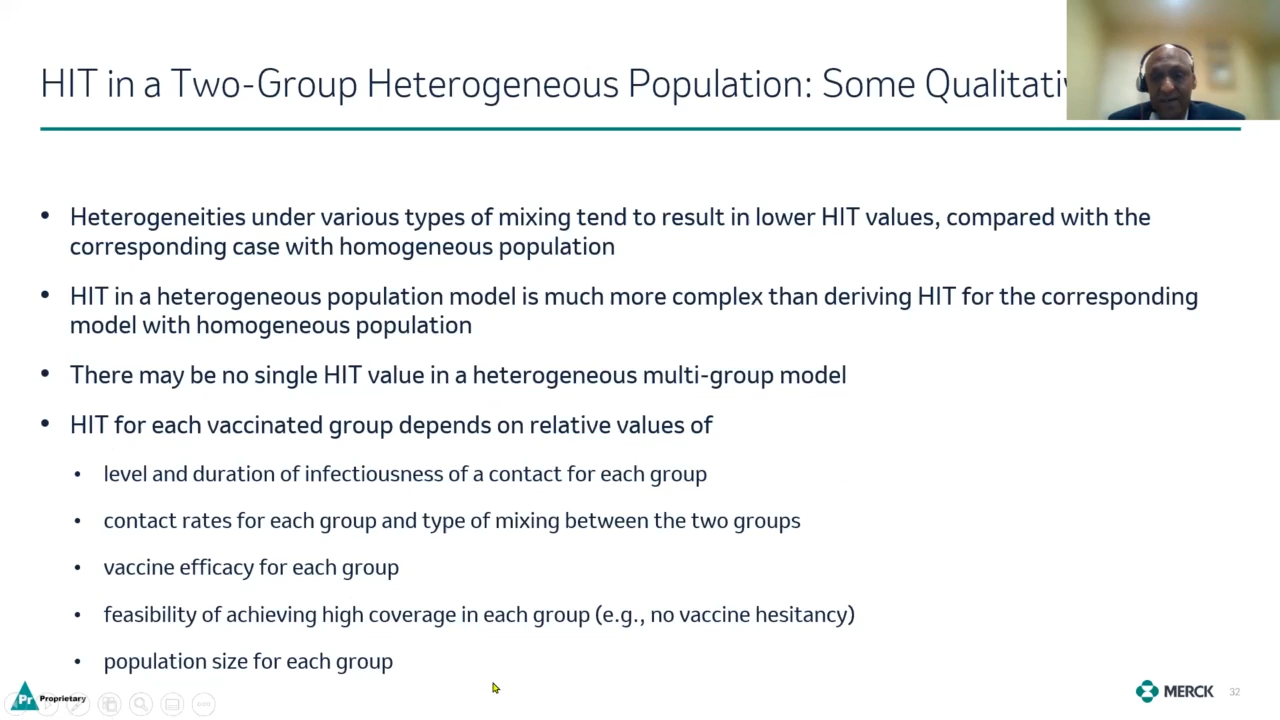 HIT in a Two-Group Heterogeneous Population: Some Qualitativ
• Heterogeneities under various types of mixing tend to result in lower HIT values, compared with the
corresponding case with homogeneous population
• HIT in a heterogeneous population model is much more complex than deriving HIT for the corresponding
model with homogeneous population
• There may be no single HIT value in a heterogeneous multi-group model
• HIT for each vaccinated group depends on relative values of
• level and duration of infectiousness of a contact for each group
• contact rates for each group and type of mixing between the two groups
• vaccine efficacy for each group
• feasibility of achieving high coverage in each group (e.g., no vaccine hesitancy)
• population size for each group
Pr Proprietary
MERCK 32